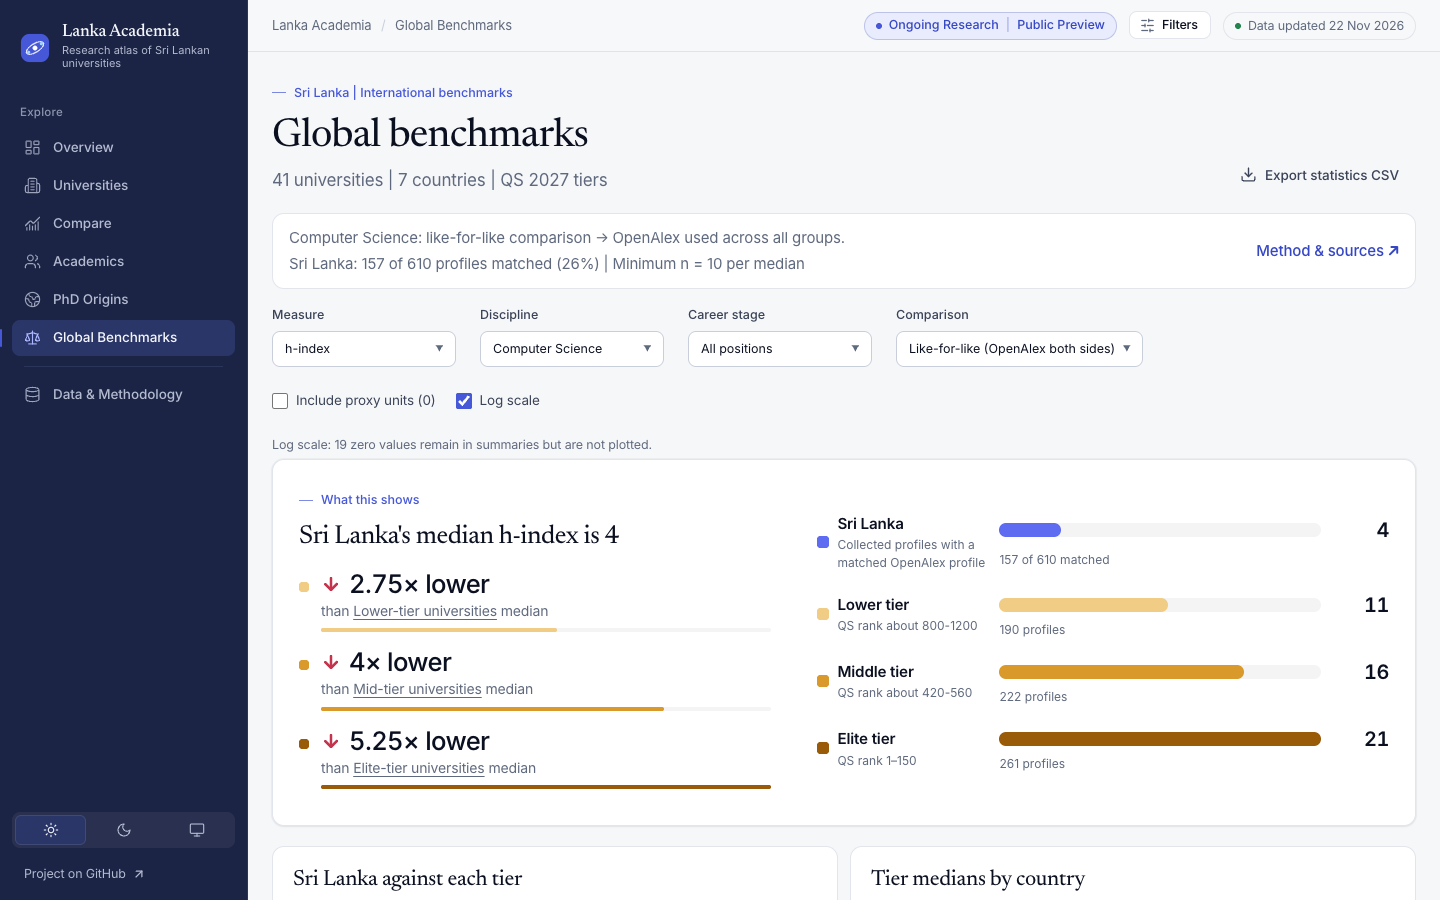 Lanka Academia
Research atlas of Sri Lankan
universities
Explore
Overview
Universities
Compare
Academics
PhD Origins
Global Benchmarks
Data & Methodology
Project on GitHub
Lanka Academia / Global Benchmarks
Ongoing Research | Public Preview
Filters
Data updated 22 Nov 2026
Sri Lanka | International benchmarks
Global benchmarks
41 universities | 7 countries | QS 2027 tiers
Export statistics CSV
Computer Science: like-for-like comparison → OpenAlex used across all groups.
Sri Lanka: 157 of 610 profiles matched (26%) | Minimum n = 10 per median
Method & sources
Measure
h-index
Discipline
Computer Science
Career stage
All positions
Comparison
Like-for-like (OpenAlex both sides)
Include proxy units (0)
Log scale
Log scale: 19 zero values remain in summaries but are not plotted.
What this shows
Sri Lanka's median h-index is 4
2.75× lower
than Lower-tier universities median
4× lower
than Mid-tier universities median
5.25× lower
than Elite-tier universities median
Sri Lanka
Collected profiles with a
matched OpenAlex profile
157 of 610 matched
4
Lower tier
QS rank about 800-1200
190 profiles
11
Middle tier
QS rank about 420-560
222 profiles
16
Elite tier
QS rank 1–150
261 profiles
21
Sri Lanka against each tier
Tier medians by country